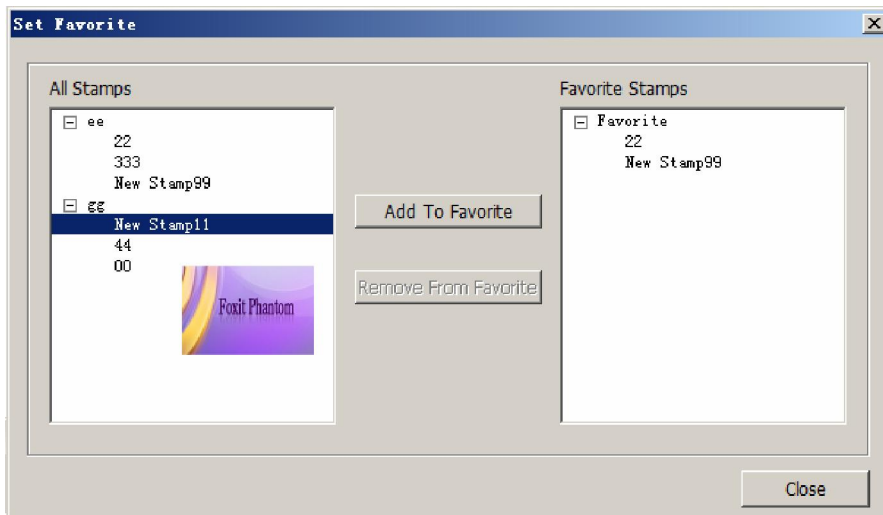 Set Favorite
All Stamps
ee
22
333
New Stamp99
gg
New Stamp11
44
00
Foxit Phantom
Add To Favorite
Remove From Favorite
Favorite Stamps
Favorite
22
New Stamp99
Close